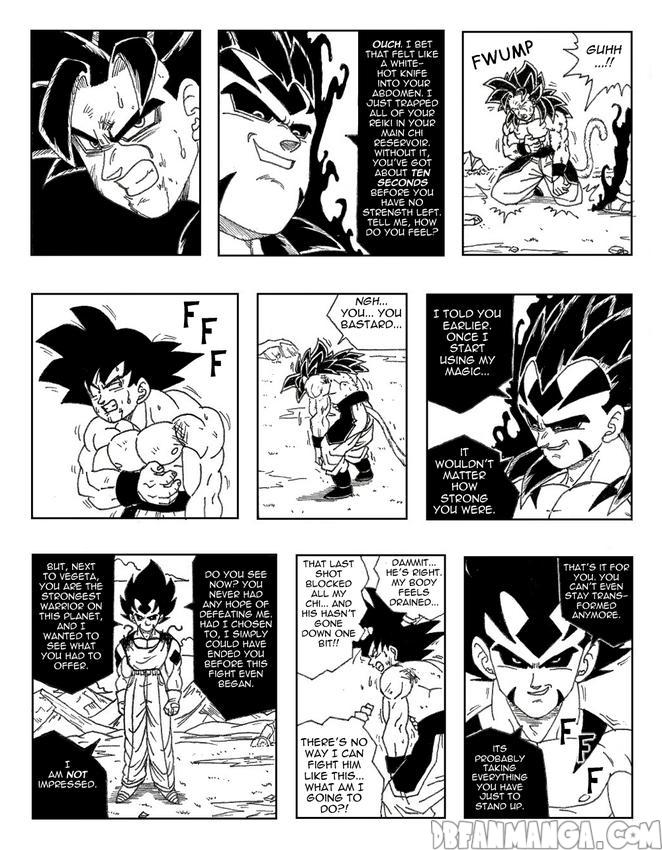 GUHH
...!!
FWUMP
OUCH. I BET
THAT FELT LIKE
A WHITE-
HOT KNIFE
INTO YOUR
ABDOMEN. I
JUST TRAPPED
ALL OF YOUR
REIKI IN YOUR
MAIN CHI
RESERVOIR.
WITHOUT IT,
YOU'VE GOT
ABOUT TEN
SECONDS
BEFORE YOU
HAVE NO
STRENGTH LEFT.
TELL ME, HOW
DO YOU FEEL?
I TOLD YOU
EARLIER.
ONCE I
START
USING MY
MAGIC...
IT
WOULDN'T
MATTER
HOW
STRONG
YOU WERE.
NGH...
YOU... YOU
BASTARD...
F
F
F
THAT'S IT FOR
YOU. YOU
CAN'T EVEN
STAY TRANS-
FORMED
ANYMORE.
ITS
PROBABLY
TAKING
EVERYTHING
YOU HAVE
JUST TO
STAND UP.
F
F
F
DAMMIT...
HE'S RIGHT.
MY BODY
FEELS
DRAINED...
THAT LAST
SHOT
BLOCKED
ALL MY
CHI... AND
HIS HASN'T
GONE
DOWN ONE
BIT!!
THERE'S NO
WAY I CAN
FIGHT HIM
LIKE THIS...
WHAT AM I
GOING TO
DO?!
DO YOU SEE
NOW? YOU
NEVER HAD
ANY HOPE OF
DEFEATING ME.
HAD I CHOSEN
TO, I SIMPLY
COULD HAVE
ENDED YOU
BEFORE THIS
FIGHT EVEN
BEGAN.
BUT, NEXT
TO VEGETA,
YOU ARE THE
STRONGEST
WARRIOR ON
THIS PLANET,
AND I
WANTED TO
SEE WHAT
YOU HAD TO
OFFER.
I
AM NOT
IMPRESSED.
DBFANMANGA.COM